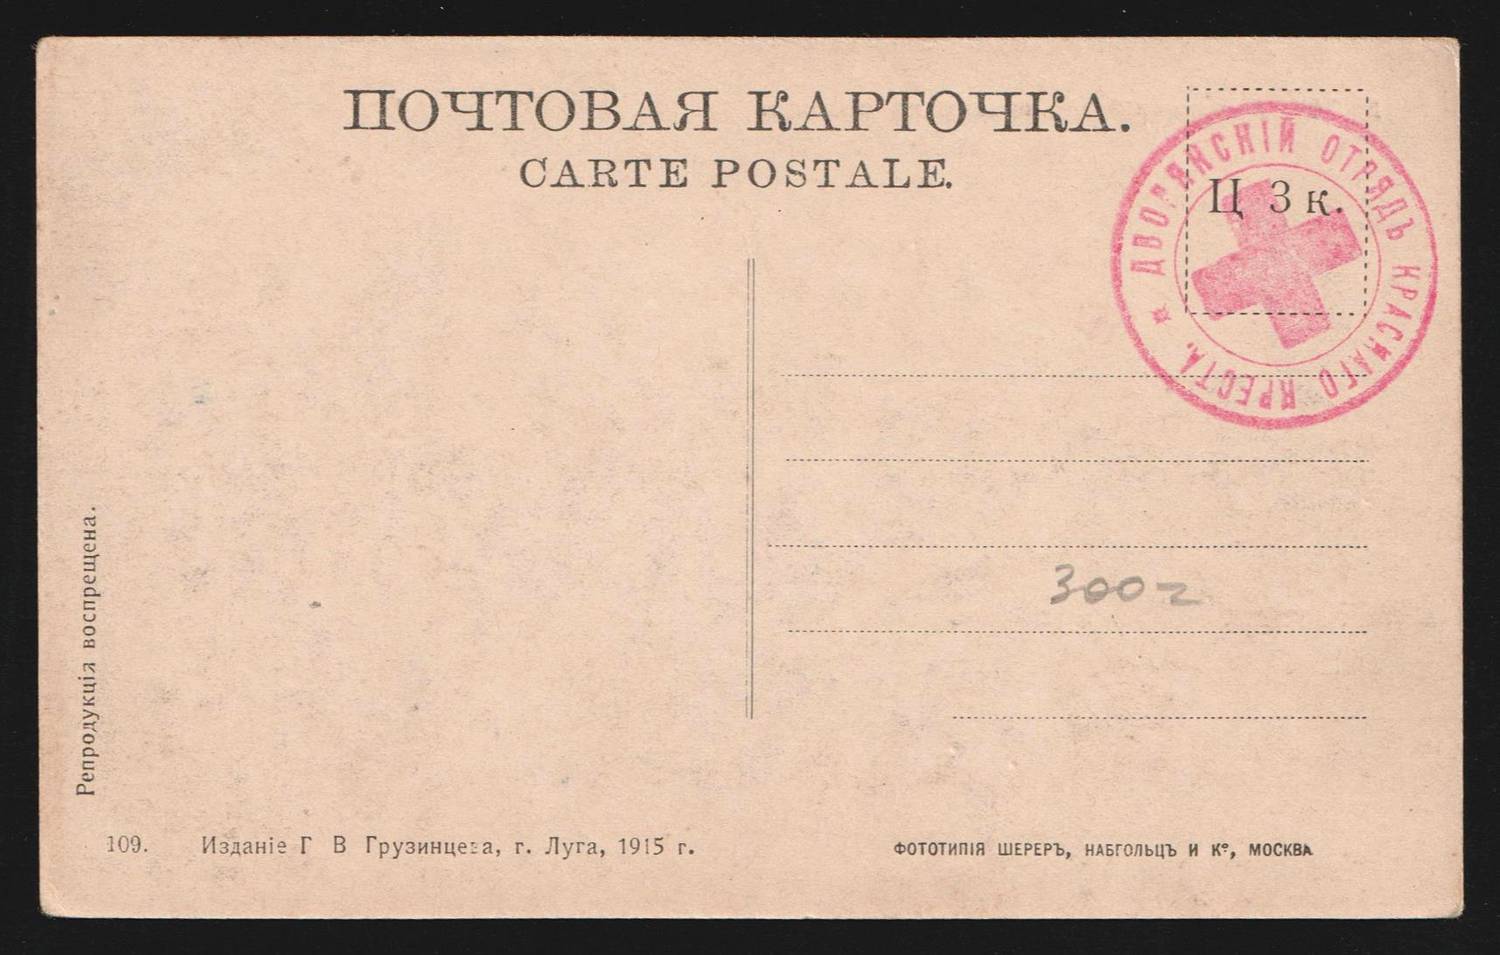 ПОЧТОВАЯ КАРТОЧКА.
CARTE POSTALE.
Ц 3 к.
ДВОРЯНСКІЙ ОТРЯДЪ КРАСНАГО КРЕСТА.
300
Репродукція воспрещена.
109. Изданіе Г В Грузинцева, г. Луга, 1915 г.
ФОТОТИПІЯ ШЕРЕРЪ, НАБГОЛЬЦЪ И Кº, МОСКВА